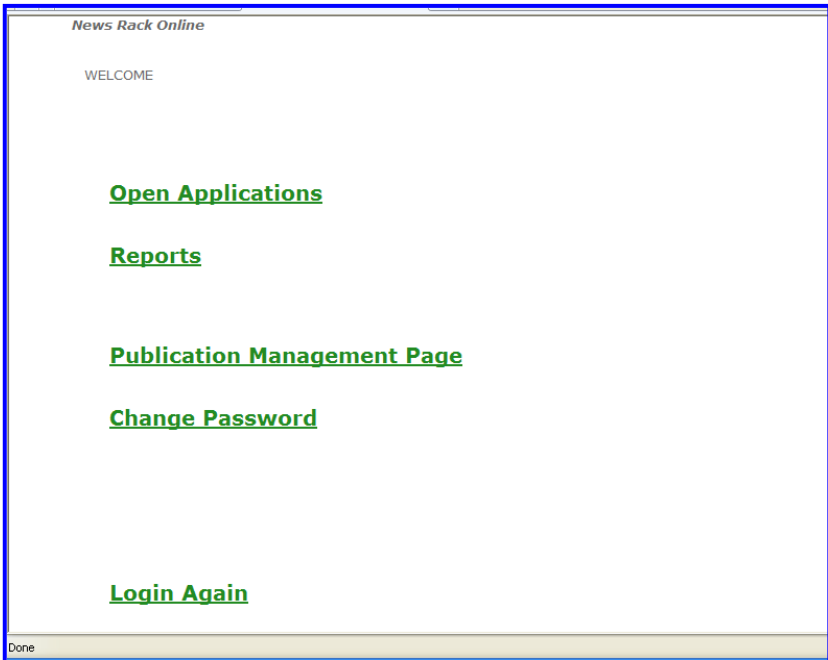 News Rack Online
WELCOME
Open Applications
Reports
Publication Management Page
Change Password
Login Again
Done